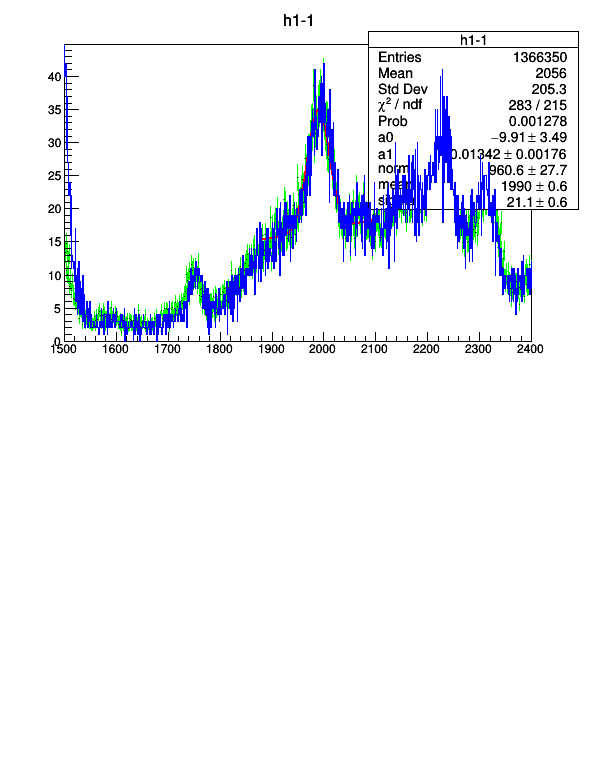 h1-1
h1-1
Entries 1366350
Mean 2056
Std Dev 205.3
χ² / ndf 283 / 215
Prob 0.001278
a0 −9.91 ± 3.49
a1 0.01342 ± 0.00176
norm 960.6 ± 27.7
mean 1990 ± 0.6
21.1 ± 0.6
40
35
30
25
20
15
10
5
0
1500 1600 1700 1800 1900 2000 2100 2200 2300 2400